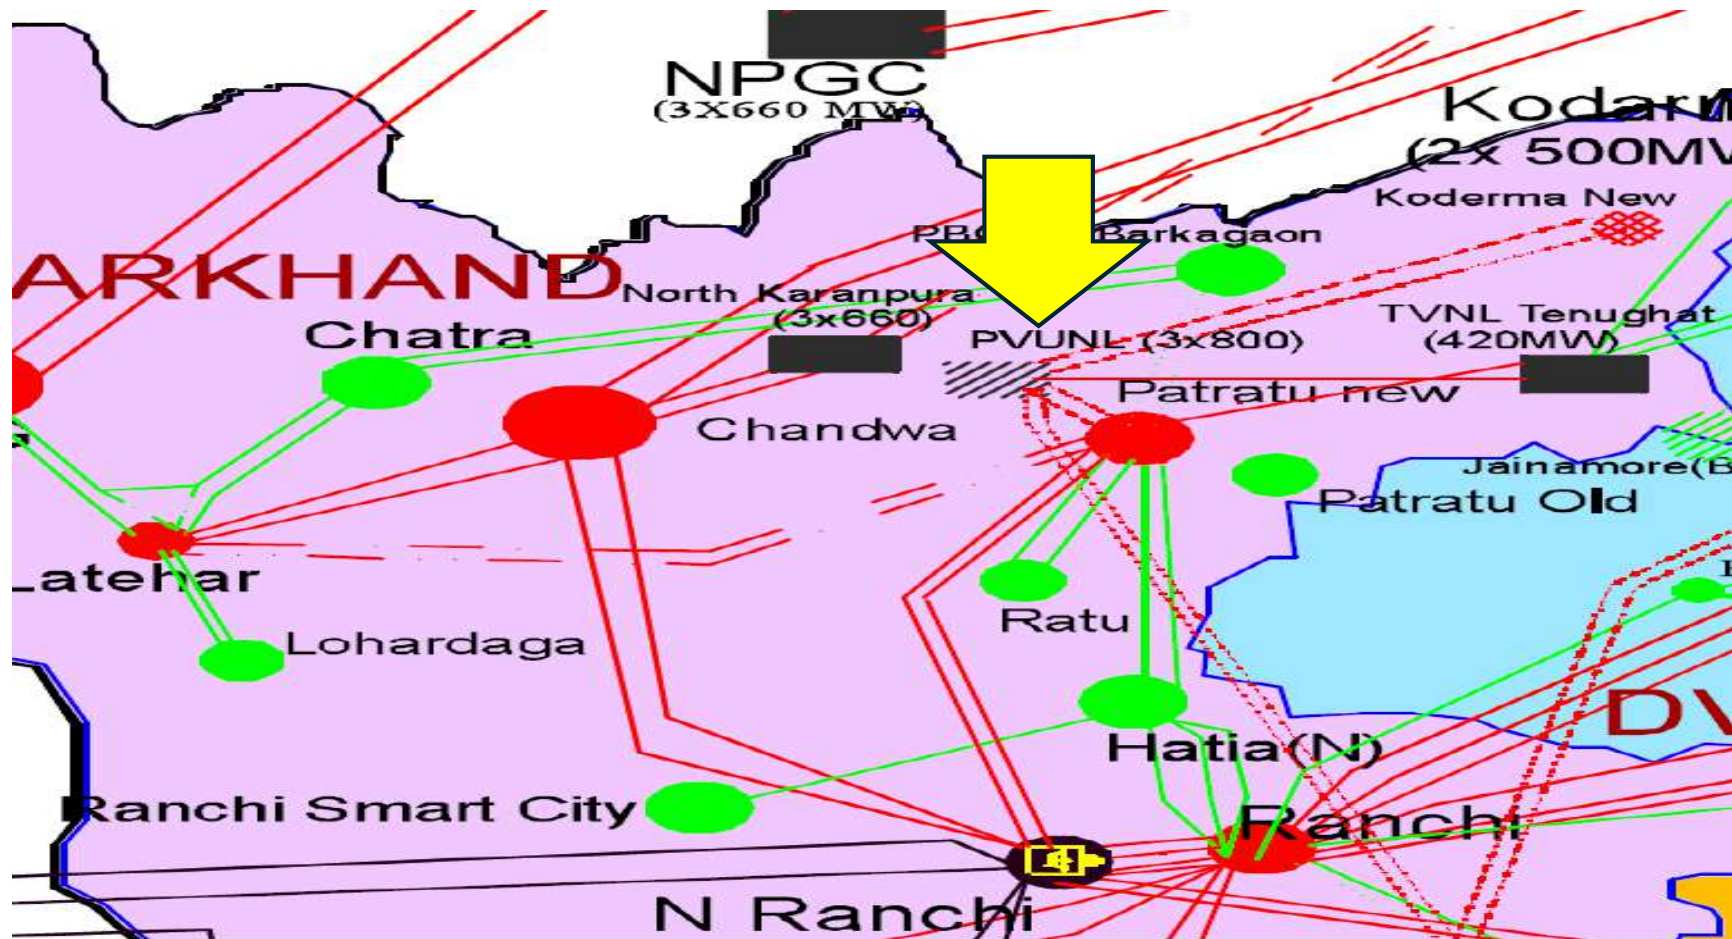 NPGC
(3X660 MW)
(2x 500MW
Koderma New
Barkagaon
ARKHAND
North Karanpura
(3x660)
TVNL Tenughat
(420MW)
Chatra
PVUNL (3x800)
Patratu new
Chandwa
Jainamore(B
Patratu Old
Latehar
Ratu
Lohardaga
DV
Hatia(N)
Ranchi Smart City
Ranchi
N Ranchi